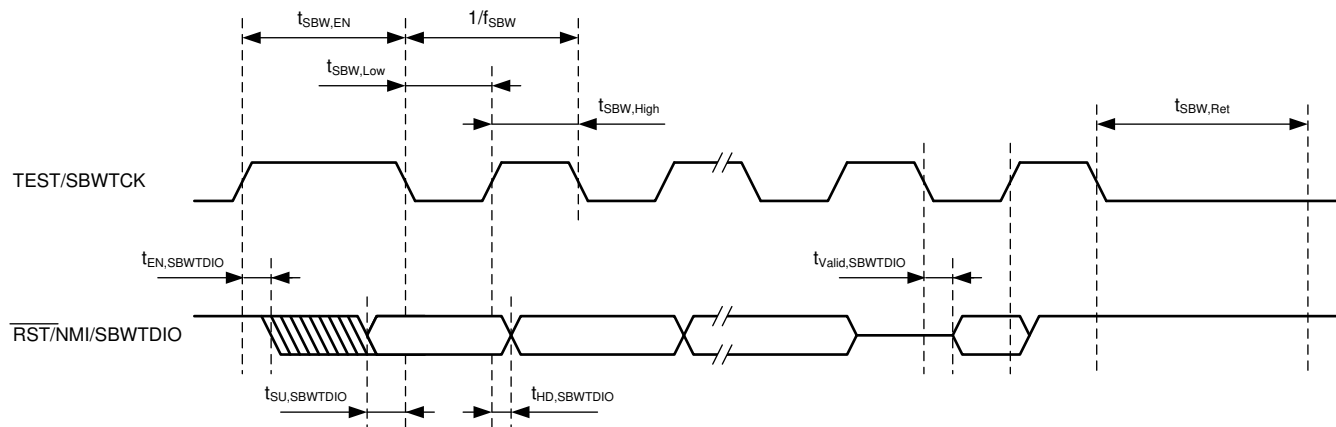 tSBW,EN
1/fSBW
tSBW,Low
tSBW,High
tSBW,Ret
TEST/SBWTCK
tEN,SBWTDIO
tValid,SBWTDIO
RST/NMI/SBWTDIO
tSU,SBWTDIO
tHD,SBWTDIO